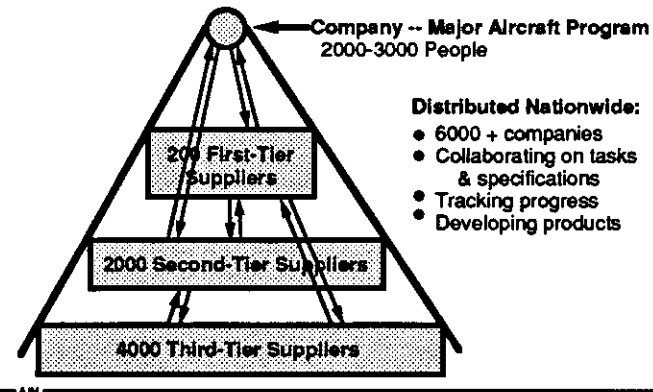 Company -- Major Aircraft Program
2000-3000 People
Distributed Nationwide:
● 6000 + companies
● Collaborating on tasks
& specifications
● Tracking progress
● Developing products
200 First-Tier
Suppliers
2000 Second-Tier Suppliers
4000 Third-Tier Suppliers